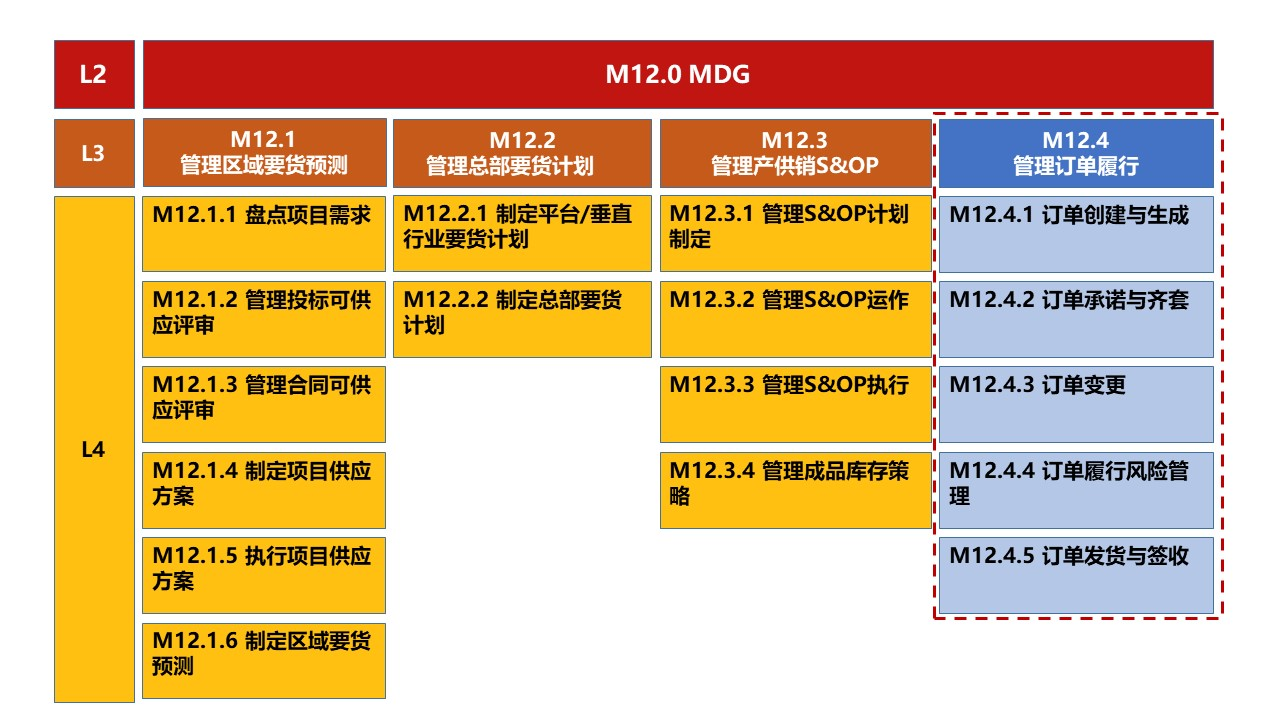 L2
M12.0 MDG
L3
M12.1
管理区域要货预测
M12.2
管理总部要货计划
M12.3
管理产供销S&OP
M12.4
管理订单履行
L4
M12.1.1 盘点项目需求
M12.1.2 管理投标可供
应评审
M12.1.3 管理合同可供
应评审
M12.1.4 制定项目供应
方案
M12.1.5 执行项目供应
方案
M12.1.6 制定区域要货
预测
M12.2.1 制定平台/垂直
行业要货计划
M12.2.2 制定总部要货
计划
M12.3.1 管理S&OP计划
制定
M12.3.2 管理S&OP运作
M12.3.3 管理S&OP执行
M12.3.4 管理成品库存策
略
M12.4.1 订单创建与生成
M12.4.2 订单承诺与齐套
M12.4.3 订单变更
M12.4.4 订单履行风险管
理
M12.4.5 订单发货与签收